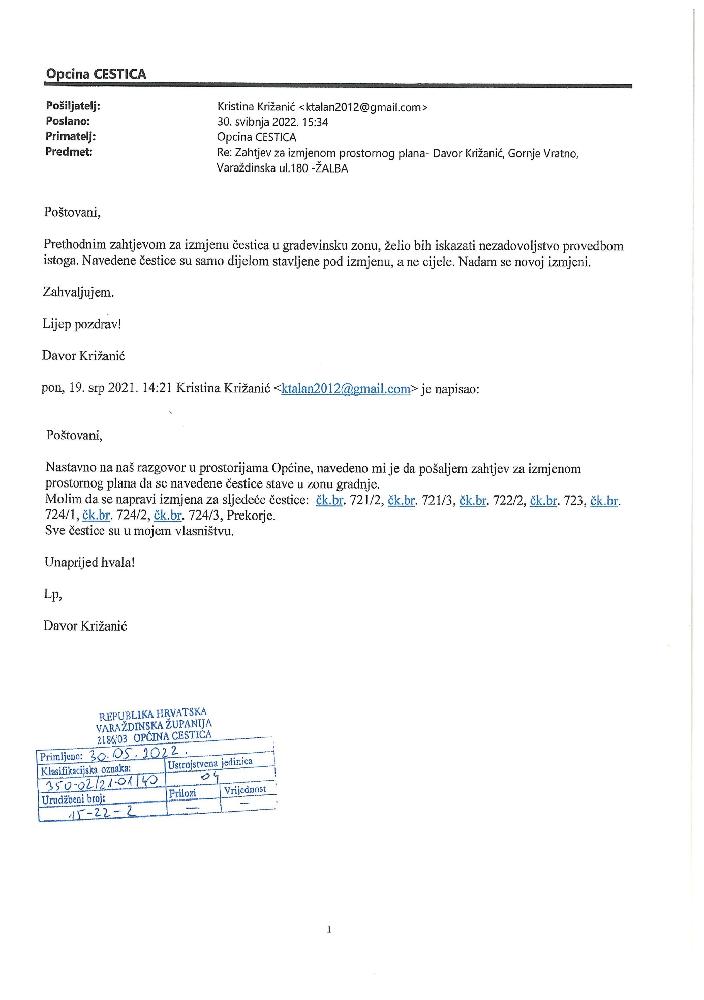 Opcina CESTICA
Pošiljatelj: Kristina Križanić <ktalan2012@gmail.com>
Poslano: 30. svibnja 2022. 15:34
Primatelj: Opcina CESTICA
Predmet: Re: Zahtjev za izmjenom prostornog plana- Davor Križanić, Gornje Vratno,
Varaždinska ul.180 -ŽALBA
Poštovani,
Prethodnim zahtjevom za izmjenu čestica u građevinsku zonu, želio bih iskazati nezadovoljstvo provedbom
istoga. Navedene čestice su samo dijelom stavljene pod izmjenu, a ne cijele. Nadam se novoj izmjeni.
Zahvaljujem.
Lijep pozdrav!
Davor Križanić
pon, 19. srp 2021. 14:21 Kristina Križanić <ktalan2012@gmail.com> je napisao:
Poštovani,
Nastavno na naš razgovor u prostorijama Općine, navedeno mi je da pošaljem zahtjev za izmjenom
prostornog plana da se navedene čestice stave u zonu gradnje.
Molim da se napravi izmjena za sljedeće čestice: čk.br. 721/2, čk.br. 721/3, čk.br. 722/2, čk.br. 723, čk.br.
724/1, čk.br. 724/2, čk.br. 724/3, Prekorje.
Sve čestice su u mojem vlasništvu.
Unaprijed hvala!
Lp,
Davor Križanić
REPUBLIKA HRVATSKA
VARAŽDINSKA ŽUPANIJA
2186/03 OPĆINA CESTICA
Primljeno: 30.05.2022.
Klasifikacijska oznaka: Ustrojstvena jedinica
350-02/21-01/40 04
Urudžbeni broj: Prilozi Vrijednost
15-22-2 — —
1